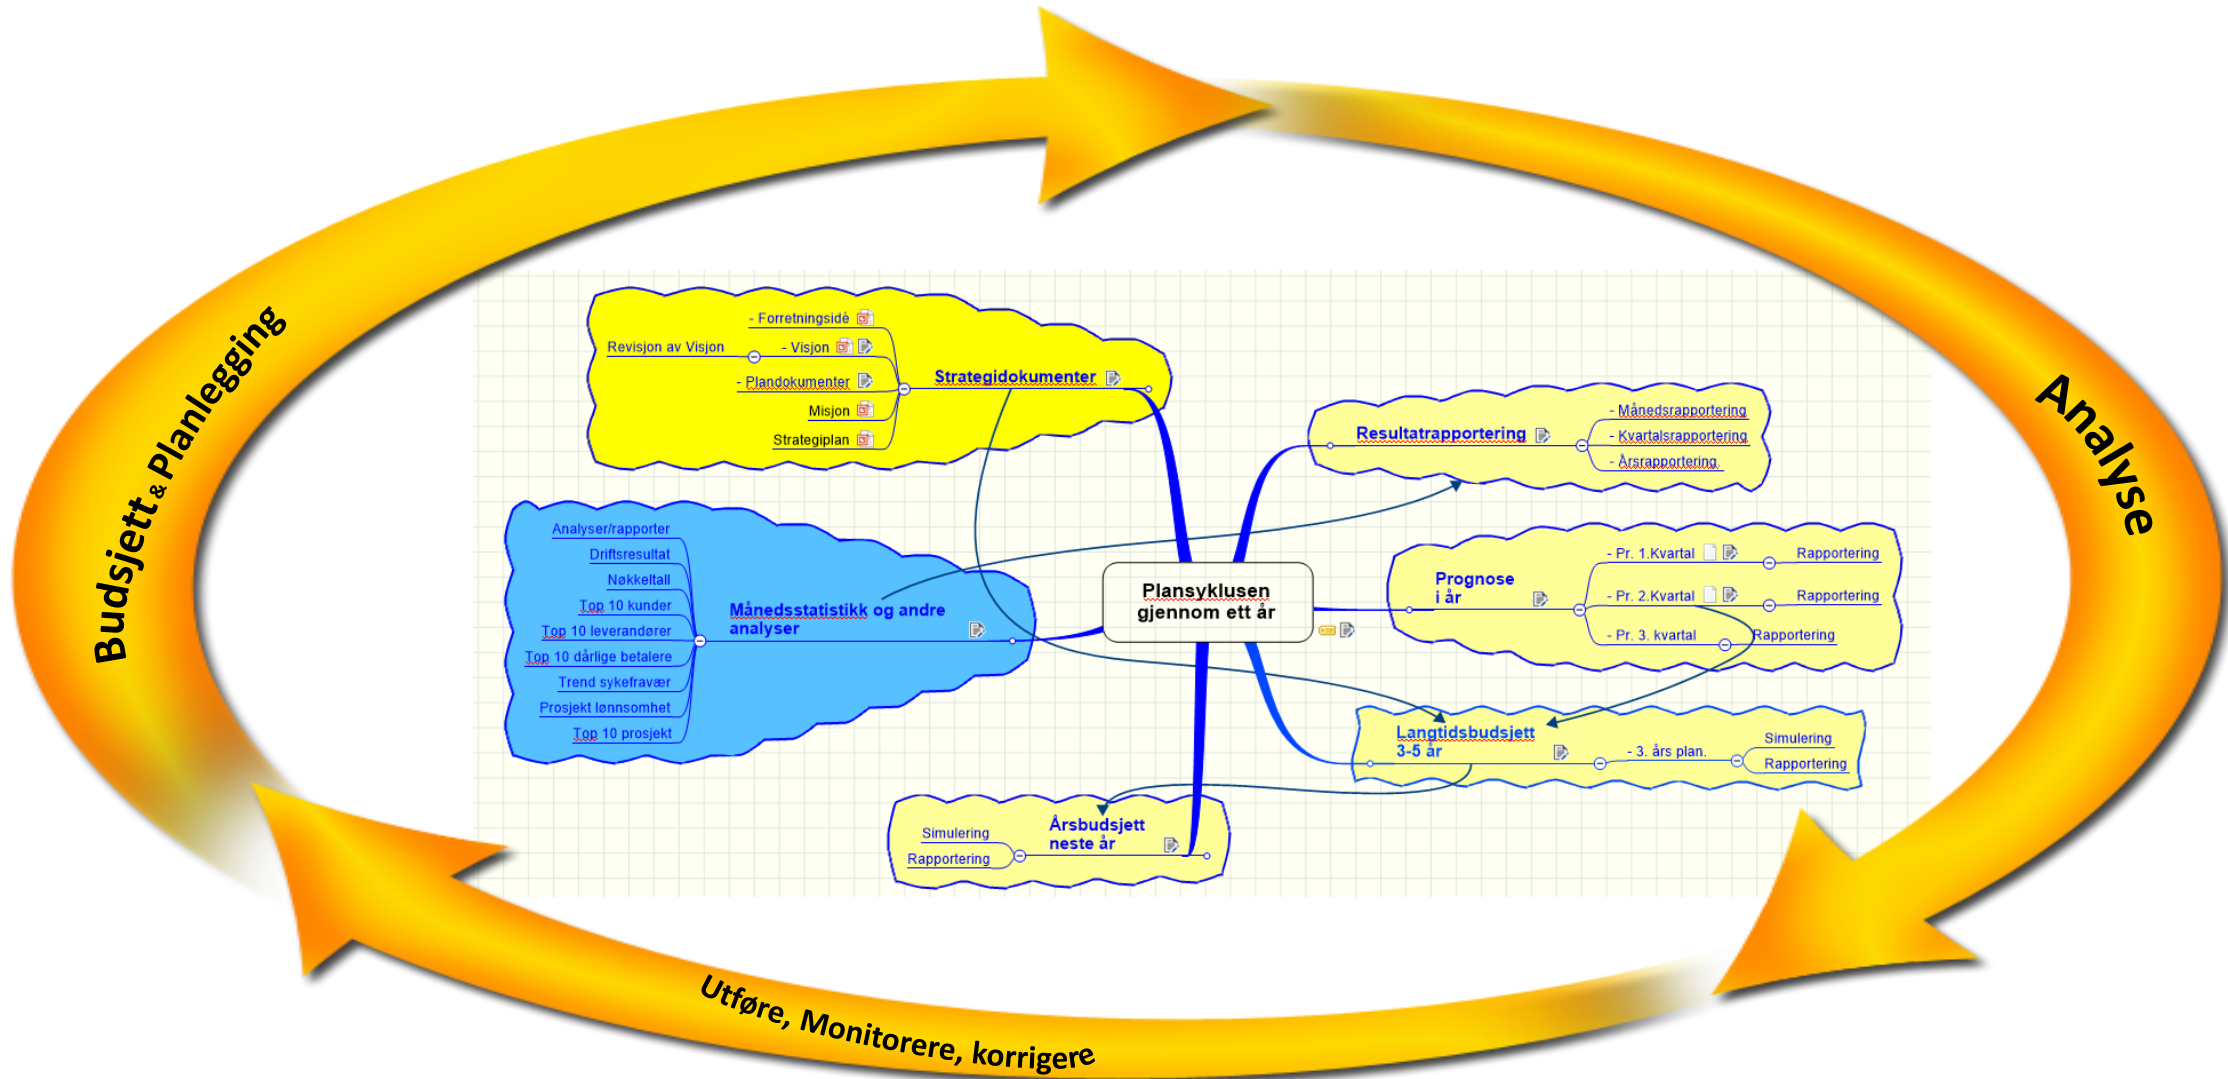 Budsjett & Planlegging
Analyse
Utføre, Monitorere, korrigere
Plansyklusen
gjennom ett år
Strategidokumenter
- Forretningsidé
- Visjon
Revisjon av Visjon
- Plandokumenter
Misjon
Strategiplan
Månedsstatistikk og andre
analyser
Analyser/rapporter
Driftsresultat
Nøkkeltall
Top 10 kunder
Top 10 leverandører
Top 10 dårlige betalere
Trend sykefravær
Prosjekt lønnsomhet
Top 10 prosjekt
Resultatrapportering
- Månedsrapportering
- Kvartalsrapportering
- Årsrapportering.
Prognose
i år
- Pr. 1.Kvartal
Rapportering
- Pr. 2.Kvartal
Rapportering
- Pr. 3. kvartal
Rapportering
Langtidsbudsjett
3-5 år
- 3. års plan.
Simulering
Rapportering
Årsbudsjett
neste år
Simulering
Rapportering